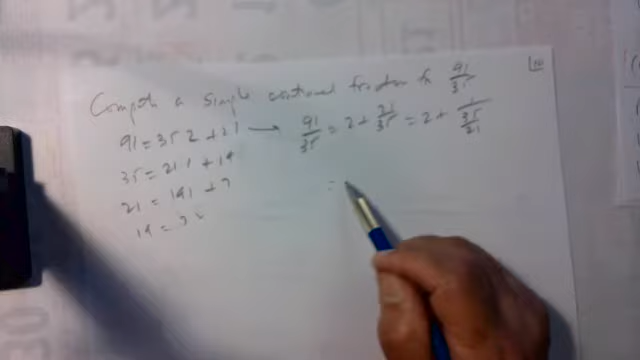 Compute a simple continued fraction for 91/35
91 = 35 2 + 21 → 91/35 = 2 + 21/35 = 2 + 1/(35/21)
35 = 21 1 + 14
21 = 14 1 + 7
14 = 7
=